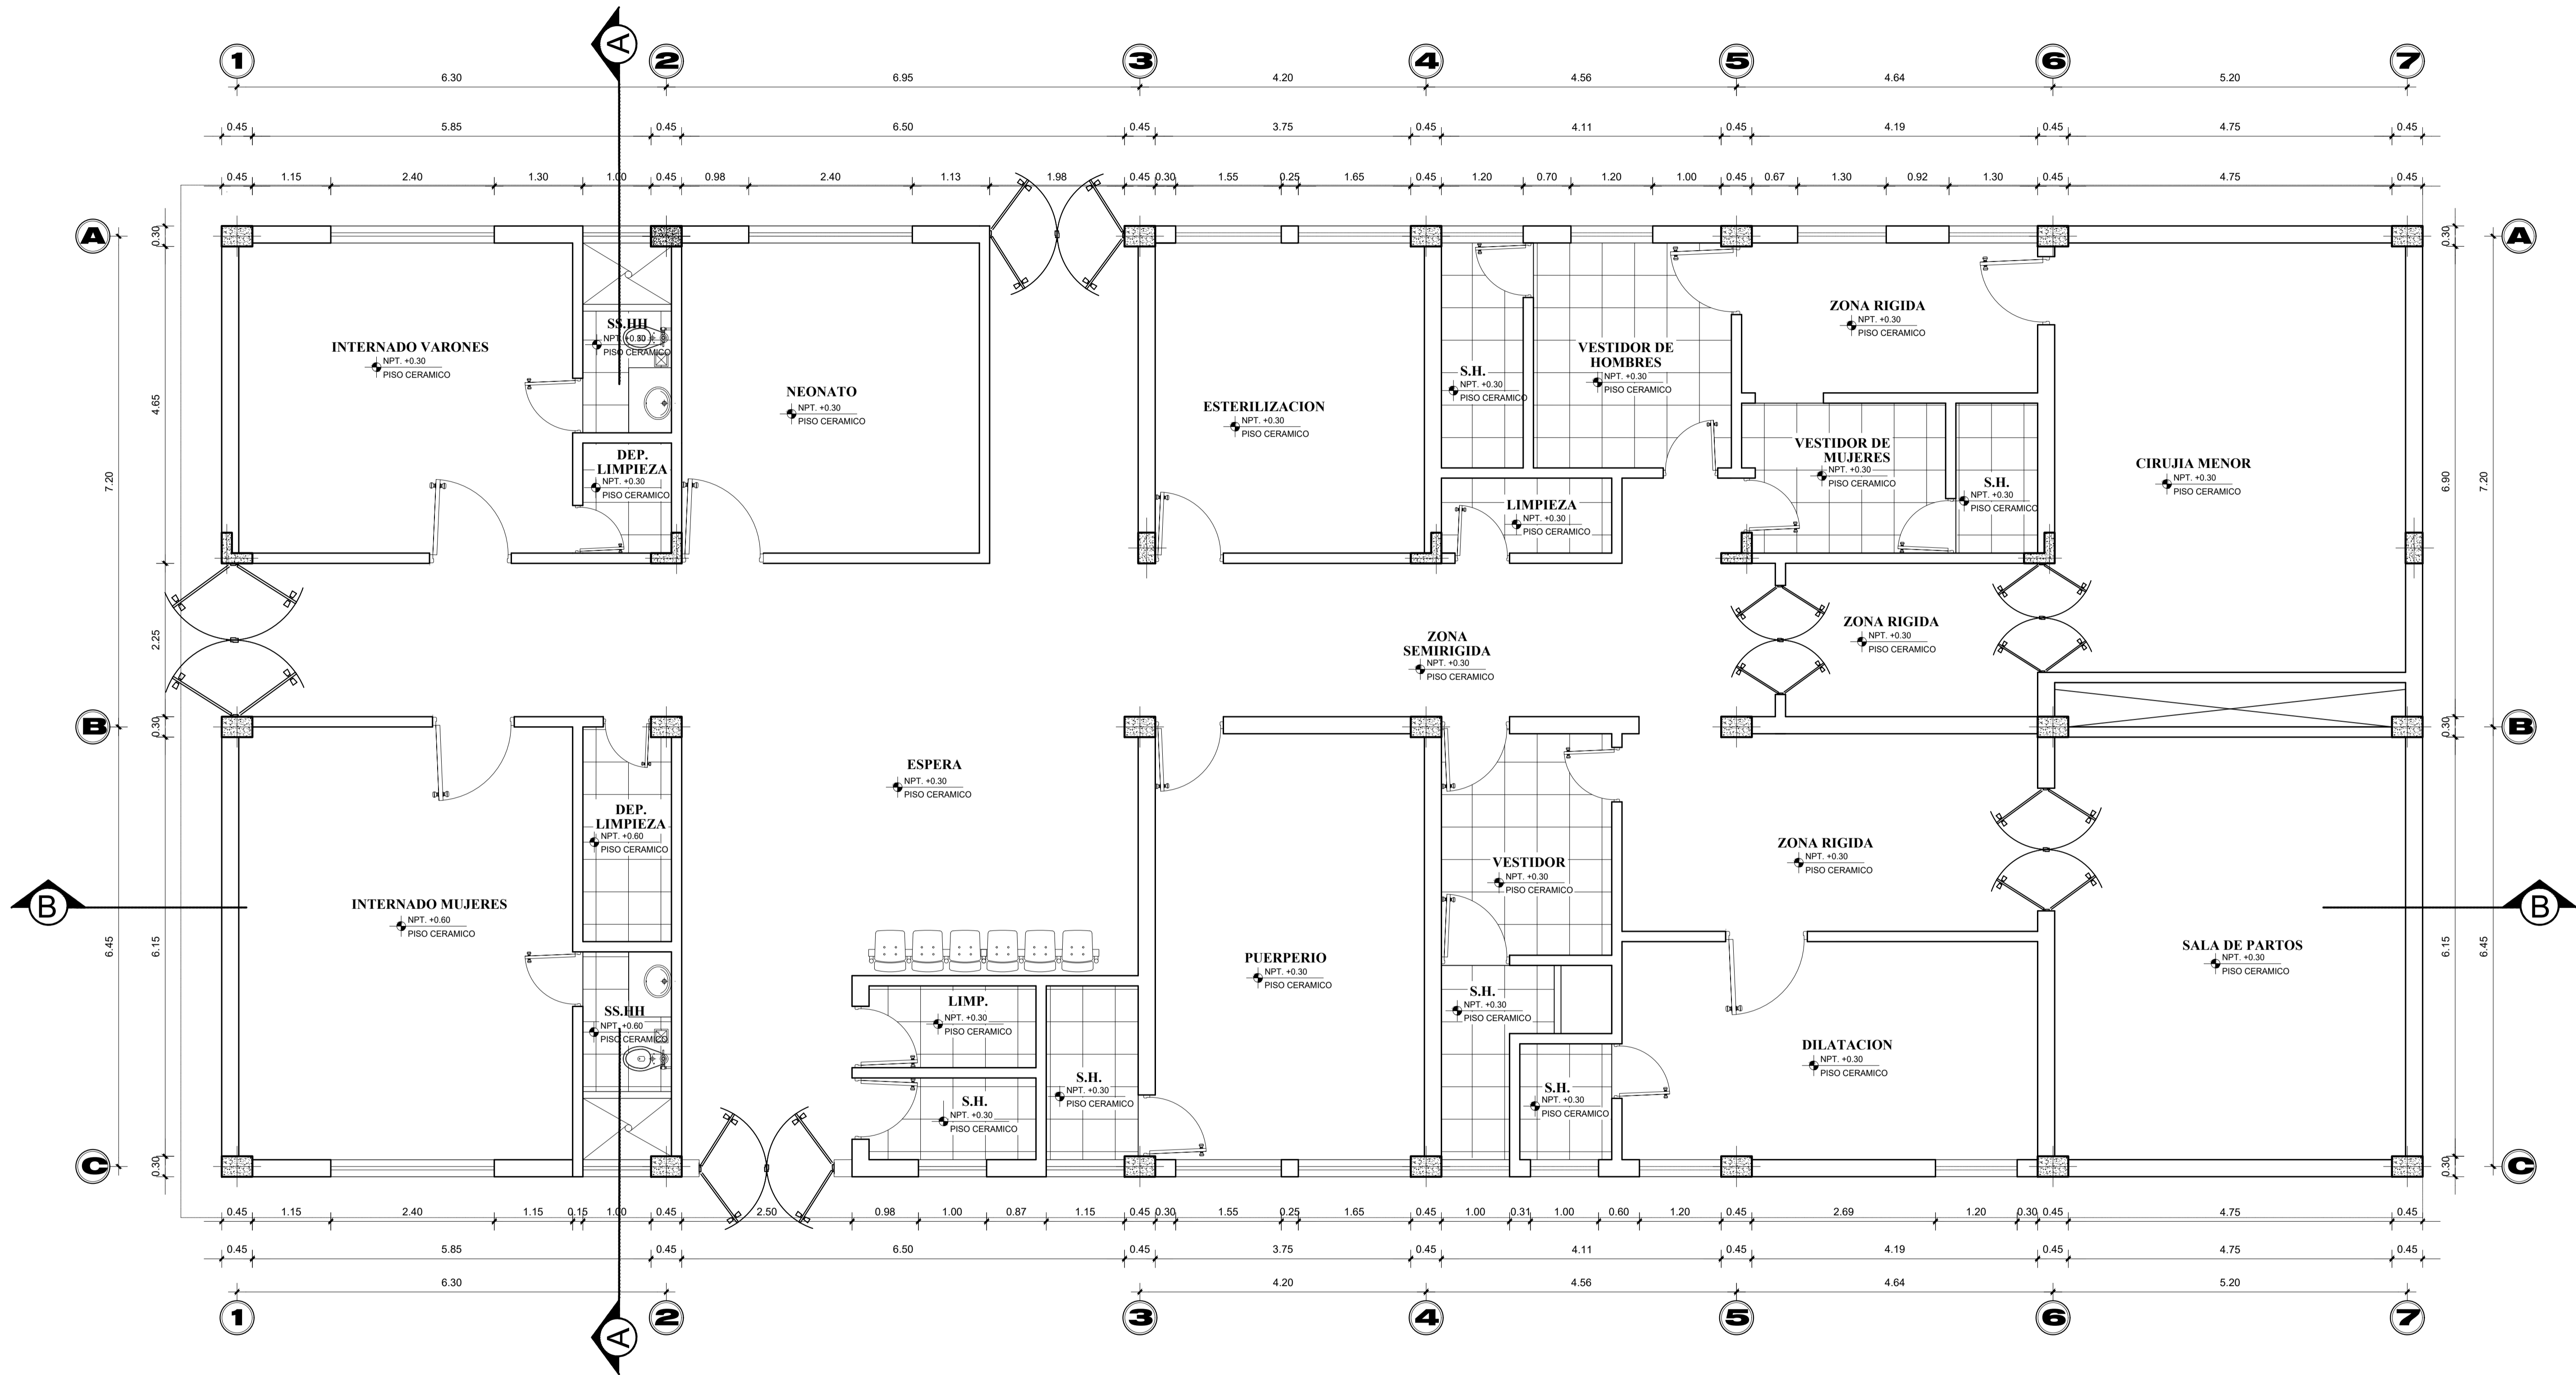 A
1 2 3 4 5 6 7
6.30 6.95 4.20 4.56 4.64 5.20
0.45 5.85 0.45 6.50 0.45 3.75 0.45 4.11 0.45 4.19 0.45 4.75 0.45
0.45 1.15 2.40 1.30 1.00 0.45 0.98 2.40 1.13 1.98 0.45 0.30 1.55 0.25 1.65 0.45 1.20 0.70 1.20 1.00 0.45 0.67 1.30 0.92 1.30 0.45 4.75 0.45
A
0.30
4.65
7.20
2.25
B
0.30
6.45
6.15
C
0.30
B
INTERNADO VARONES
NPT. +0.30
PISO CERAMICO
SS.HH
NPT. +0.30
PISO CERAMICO
DEP.
LIMPIEZA
NPT. +0.30
PISO CERAMICO
NEONATO
NPT. +0.30
PISO CERAMICO
ESTERILIZACION
NPT. +0.30
PISO CERAMICO
S.H.
NPT. +0.30
PISO CERAMICO
VESTIDOR DE
HOMBRES
NPT. +0.30
PISO CERAMICO
LIMPIEZA
NPT. +0.30
PISO CERAMICO
ZONA RIGIDA
NPT. +0.30
PISO CERAMICO
VESTIDOR DE
MUJERES
NPT. +0.30
PISO CERAMICO
S.H.
NPT. +0.30
PISO CERAMICO
CIRUJIA MENOR
NPT. +0.30
PISO CERAMICO
ZONA
SEMIRIGIDA
NPT. +0.30
PISO CERAMICO
ZONA RIGIDA
NPT. +0.30
PISO CERAMICO
INTERNADO MUJERES
NPT. +0.60
PISO CERAMICO
DEP.
LIMPIEZA
NPT. +0.60
PISO CERAMICO
SS.HH
NPT. +0.60
PISO CERAMICO
ESPERA
NPT. +0.30
PISO CERAMICO
LIMP.
NPT. +0.30
PISO CERAMICO
S.H.
NPT. +0.30
PISO CERAMICO
S.H.
NPT. +0.30
PISO CERAMICO
PUERPERIO
NPT. +0.30
PISO CERAMICO
VESTIDOR
NPT. +0.30
PISO CERAMICO
S.H.
NPT. +0.30
PISO CERAMICO
S.H.
NPT. +0.30
PISO CERAMICO
ZONA RIGIDA
NPT. +0.30
PISO CERAMICO
DILATACION
NPT. +0.30
PISO CERAMICO
SALA DE PARTOS
NPT. +0.30
PISO CERAMICO
A
0.30
6.90
7.20
B
0.30
6.15
6.45
C
0.30
B
0.45 1.15 2.40 1.15 0.15 1.00 0.45 2.50 0.98 1.00 0.87 1.15 0.45 0.30 1.55 0.25 1.65 0.45 1.00 0.31 1.00 0.60 1.20 0.45 2.69 1.20 0.30 0.45 4.75 0.45
0.45 5.85 0.45 6.50 0.45 3.75 0.45 4.11 0.45 4.19 0.45 4.75 0.45
6.30 4.20 4.56 4.64 5.20
1 2 3 4 5 6 7
A